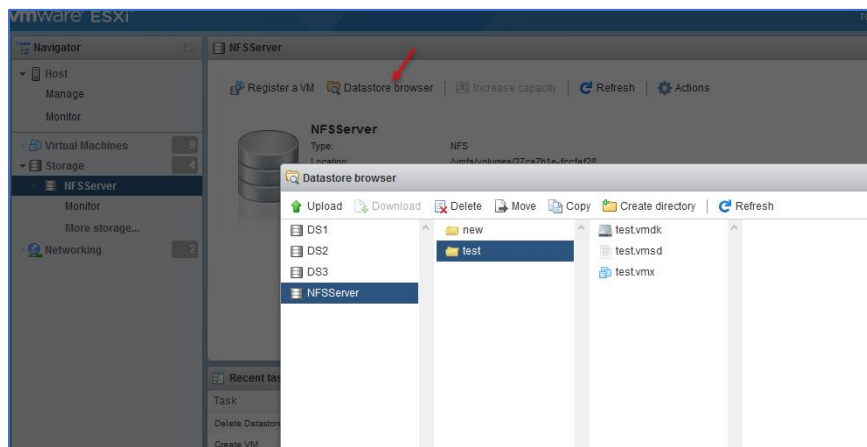 vmware ESXi
Navigator
NFSServer
Host
Manage
Monitor
Register a VM
Datastore browser
Increase capacity
Refresh
Actions
Virtual Machines
9
Storage
4
NFSServer
Monitor
More storage...
Networking
2
NFSServer
Type:
NFS
Location:
Datastore browser
Upload
Download
Delete
Move
Copy
Create directory
Refresh
DS1
DS2
DS3
NFSServer
new
test
test.vmdk
test.vmsd
test.vmx
Task
Create VM